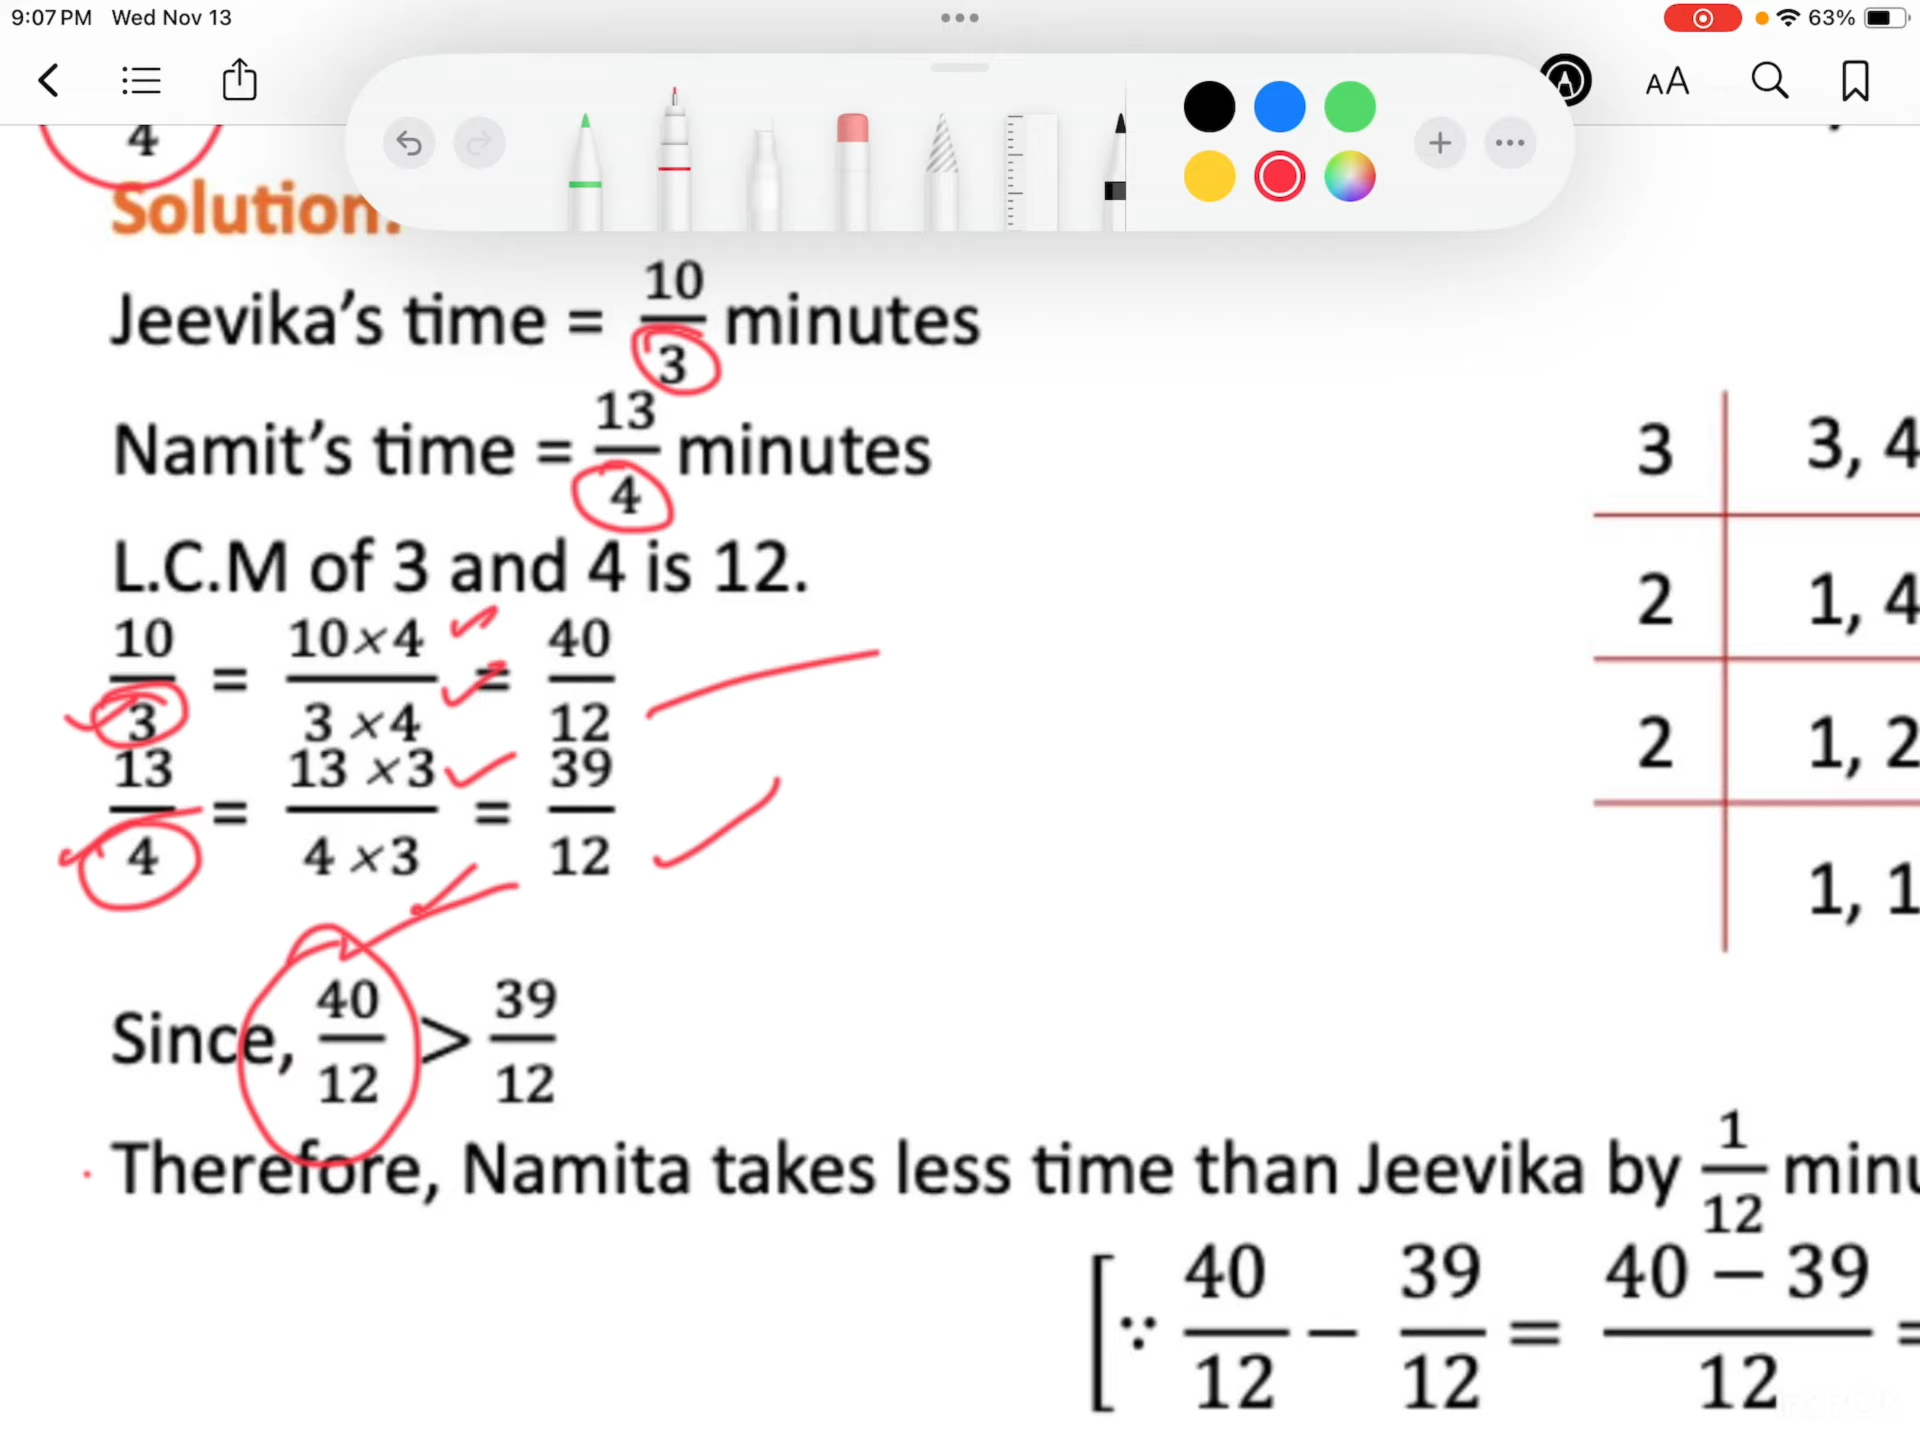 9:07 PM Wed Nov 13
63%
AA
4
Solution:
Jeevika's time = 10/3 minutes
Namit's time = 13/4 minutes
L.C.M of 3 and 4 is 12.
10/3 = 10×4/3×4 = 40/12
13/4 = 13×3/4×3 = 39/12
Since, 40/12 > 39/12
Therefore, Namita takes less time than Jeevika by 1/12 minu
[∵ 40/12 − 39/12 = 40 − 39/12 =
3 | 3, 4
2 | 1, 4
2 | 1, 2
1, 1